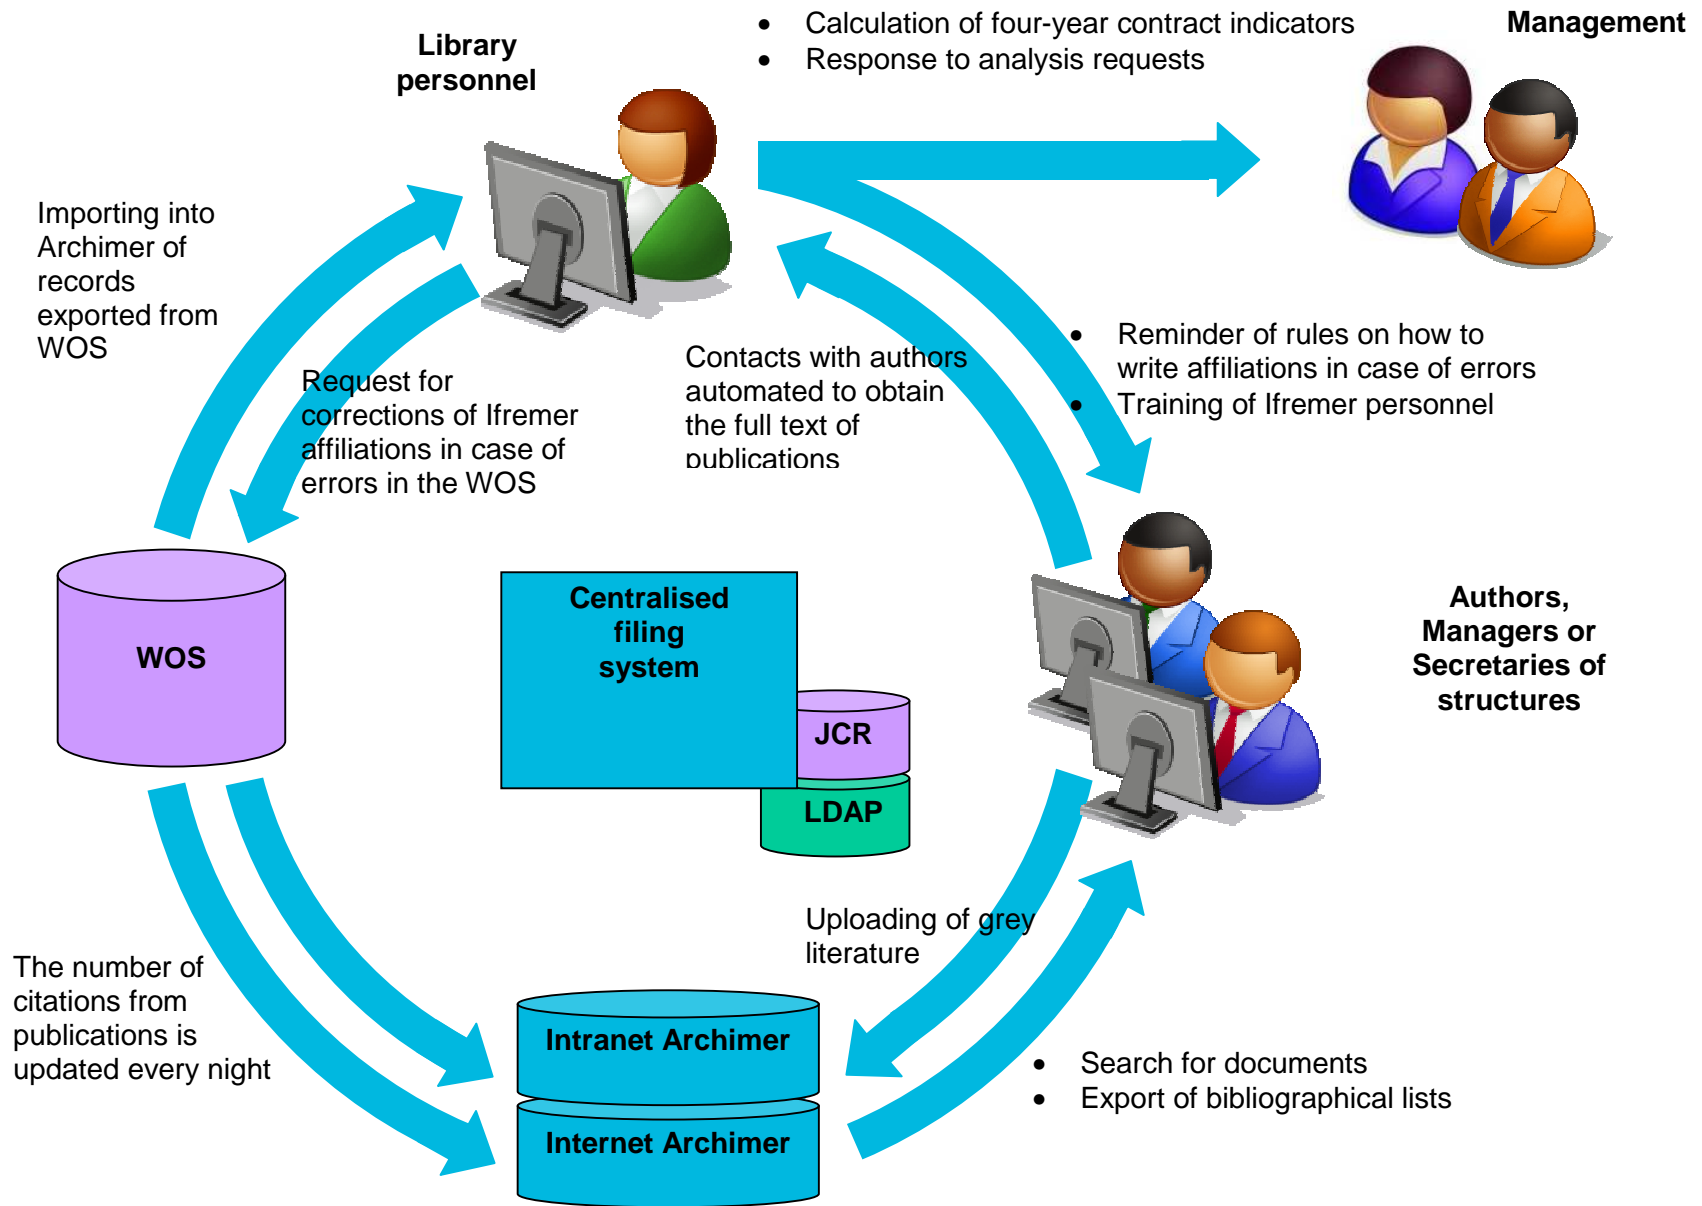 • Calculation of four-year contract indicators
• Response to analysis requests
Management
Library
personnel
Importing into
Archimer of
records
exported from
WOS
Request for
corrections of Ifremer
affiliations in case of
errors in the WOS
Contacts with authors
automated to obtain
the full text of
publications
• Reminder of rules on how to
write affiliations in case of errors
• Training of Ifremer personnel
WOS
Centralised
filing
system
JCR
LDAP
Authors,
Managers or
Secretaries of
structures
Uploading of grey
literature
The number of
citations from
publications is
updated every night
Intranet Archimer
Internet Archimer
• Search for documents
• Export of bibliographical lists